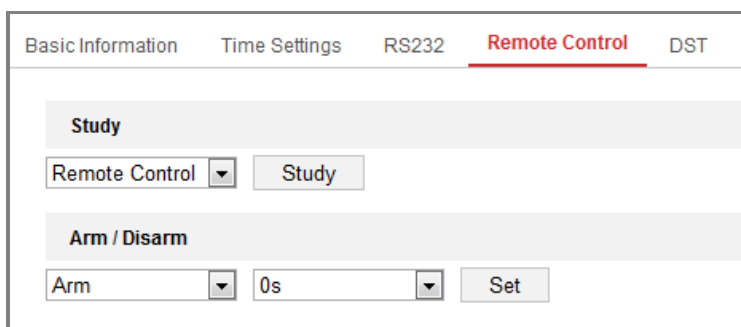 Basic Information Time Settings RS232 Remote Control DST
Study
Remote Control Study
Arm / Disarm
Arm 0s Set